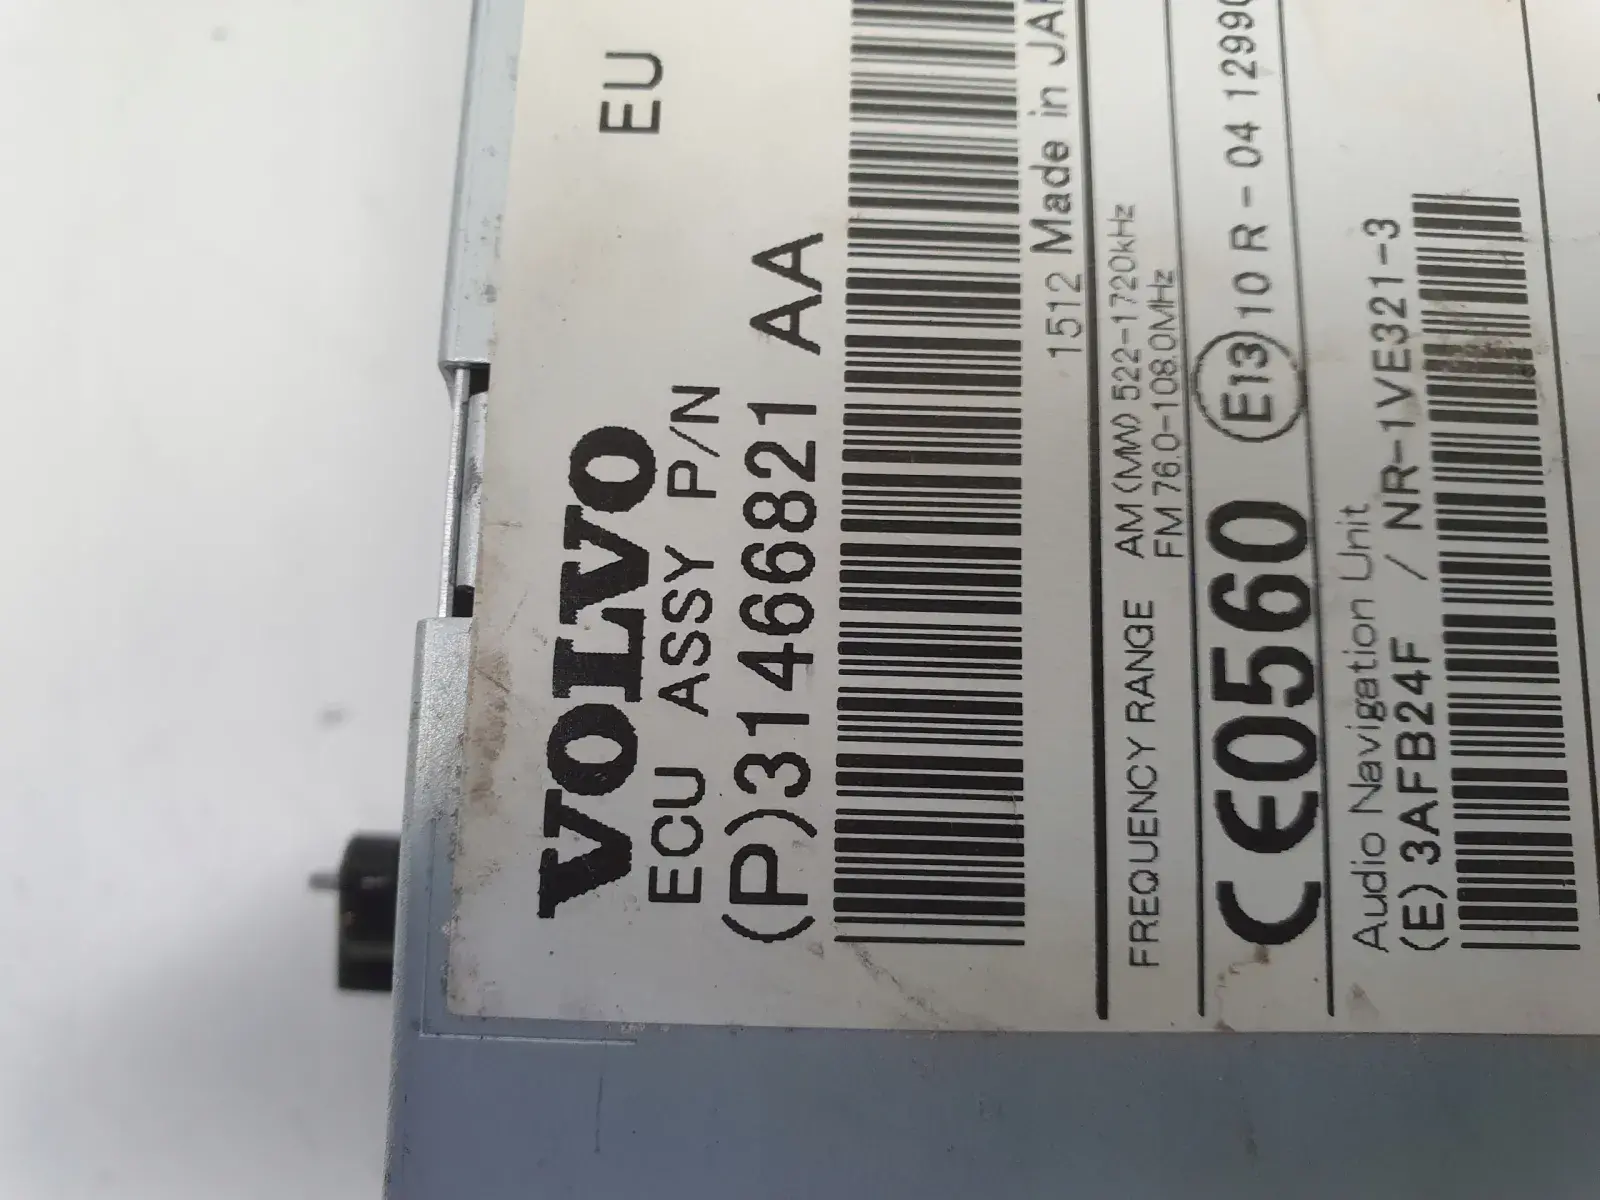 VOLVO EU
ECU ASSY P/N
(P)31466821 AA
1512 Made in
FREQUENCY RANGE AM (MW) 522-1720kHz
FM 76.0-108.0MHz
CE0560 E13 10 R - 04 1299
Audio Navigation Unit
(E) 3AFB24F / NR-1VE321-3